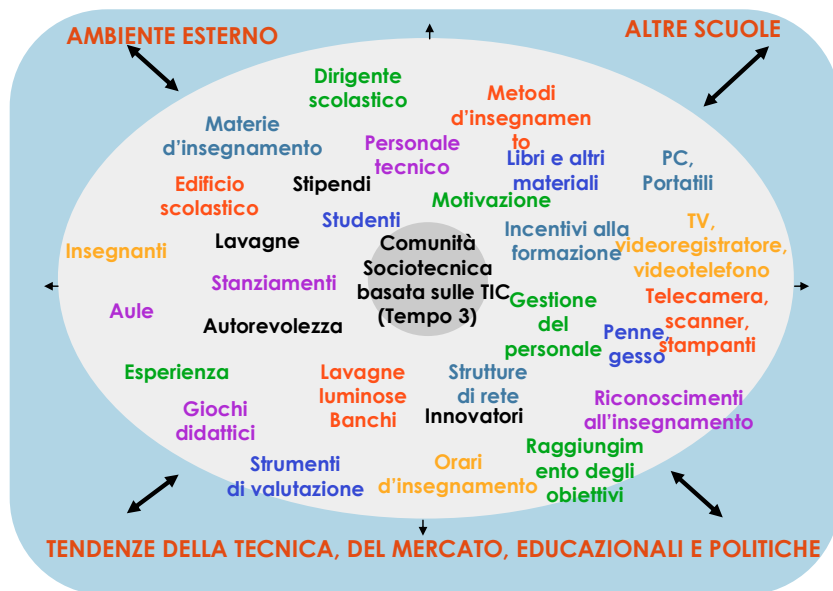 AMBIENTE ESTERNO
ALTRE SCUOLE
Dirigente
scolastico
Metodi
d'insegnamen
to
Materie
d'insegnamento
Personale
tecnico
Libri e altri
materiali
PC,
Portatili
Edificio
scolastico
Stipendi
Motivazione
Studenti
Incentivi alla
formazione
TV,
videoregistratore,
videotelefono
Insegnanti
Lavagne
Comunità
Sociotecnica
basata sulle TIC
(Tempo 3)
Stanziamenti
Telecamera,
scanner,
stampanti
Gestione
del
personale
Aule
Autorevolezza
Penne,
gesso
Esperienza
Lavagne
luminose
Banchi
Strutture
di rete
Innovatori
Giochi
didattici
Riconoscimenti
all'insegnamento
Strumenti
di valutazione
Orari
d'insegnamento
Raggiungim
ento degli
obiettivi
TENDENZE DELLA TECNICA, DEL MERCATO, EDUCAZIONALI E POLITICHE